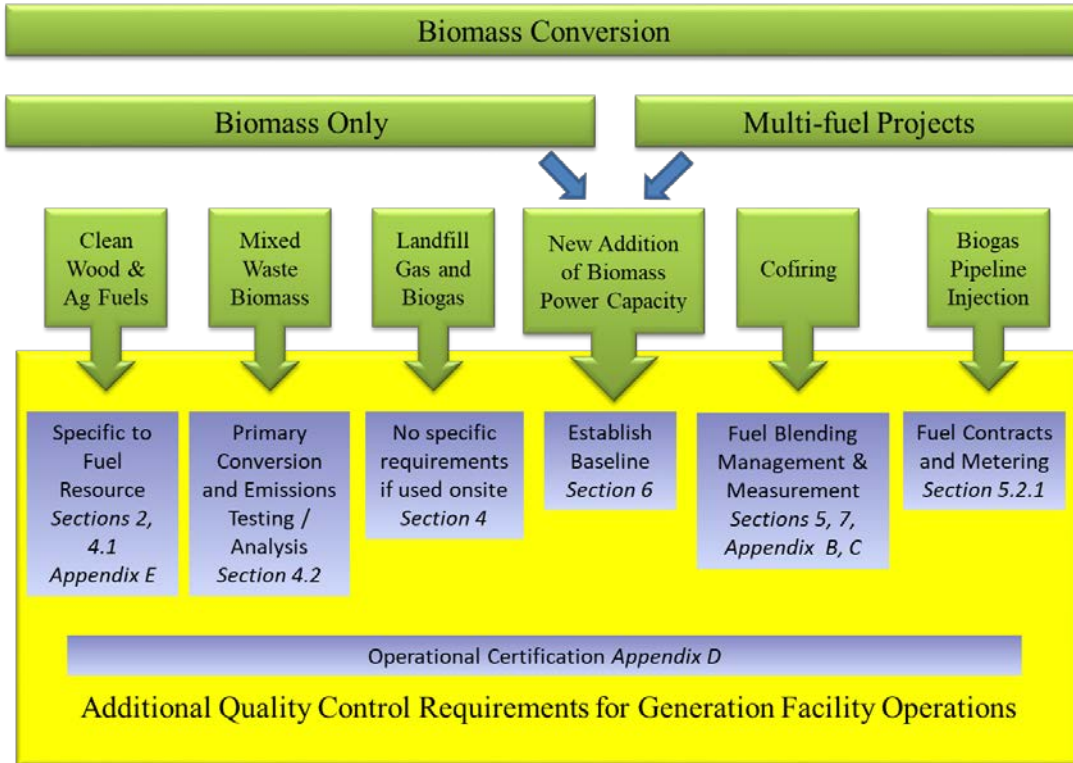 Biomass Conversion
Biomass Only
Multi-fuel Projects
Clean
Wood &
Ag Fuels
Mixed
Waste
Biomass
Landfill
Gas and
Biogas
New Addition
of Biomass
Power Capacity
Cofiring
Biogas
Pipeline
Injection
Specific to
Fuel
Resource
Sections 2,
4.1
Appendix E
Primary
Conversion
and Emissions
Testing /
Analysis
Section 4.2
No specific
requirements
if used onsite
Section 4
Establish
Baseline
Section 6
Fuel Blending
Management &
Measurement
Sections 5, 7,
Appendix B, C
Fuel Contracts
and Metering
Section 5.2.1
Operational Certification Appendix D
Additional Quality Control Requirements for Generation Facility Operations